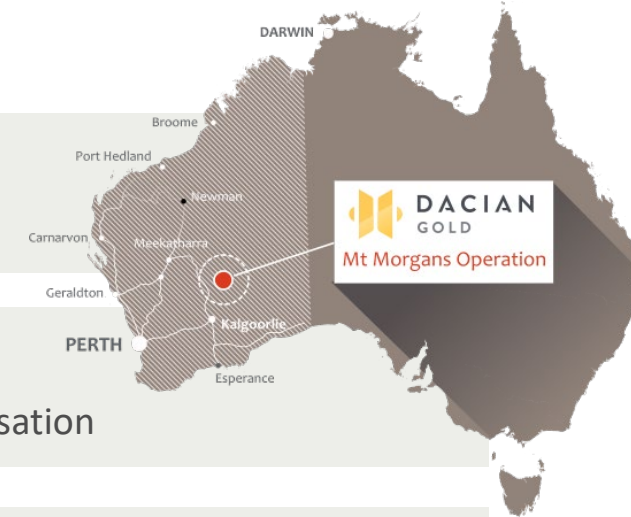 DARWIN
Broome
Port Hedland
Newman
DACIAN
GOLD
Mt Morgans Operation
Carnarvon
Meekatharra
Geraldton
Kalgoorlie
PERTH
Esperance
sation